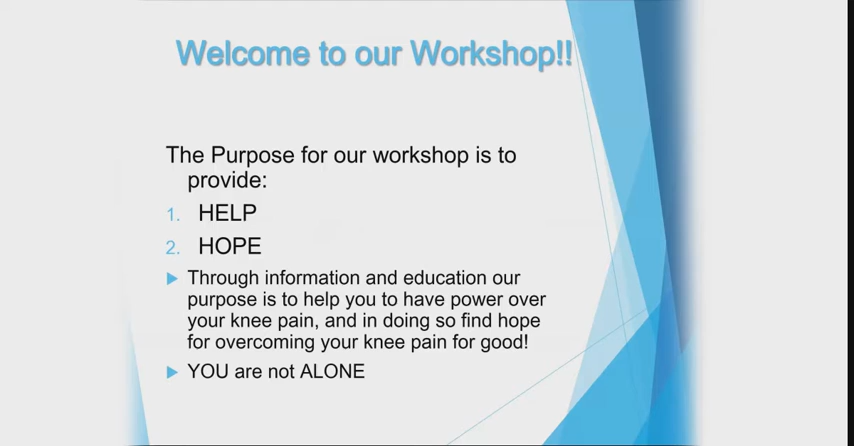 Welcome to our Workshop!!
The Purpose for our workshop is to
provide:
1. HELP
2. HOPE
Through information and education our
purpose is to help you to have power over
your knee pain, and in doing so find hope
for overcoming your knee pain for good!
YOU are not ALONE